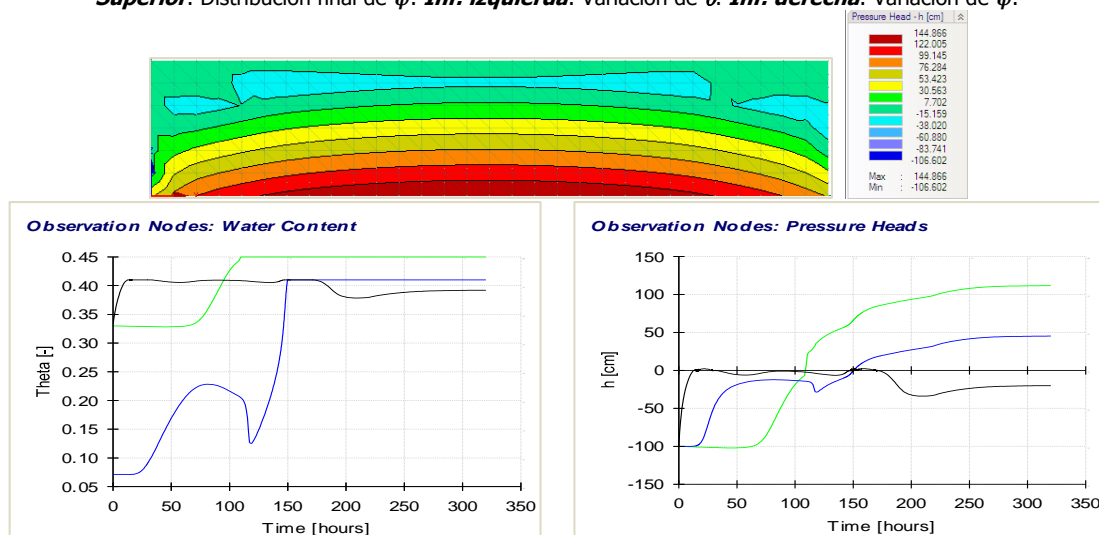 Superior: Distribución final de φ. Inf. izquierda: Variación de θ. Inf. derecha: Variación de φ.
Pressure Head - h [cm]
144.866
122.005
99.145
76.284
53.423
30.563
7.702
-15.159
-38.020
-60.880
-83.741
-106.602
Max : 144.866
Min : -106.602
Observation Nodes: Water Content
0.45
0.40
0.35
0.30
0.25
0.20
0.15
0.10
0.05
Theta [-]
0 50 100 150 200 250 300 350
Time [hours]
Observation Nodes: Pressure Heads
150
100
50
0
-50
-100
-150
h [cm]
0 50 100 150 200 250 300 350
Time [hours]